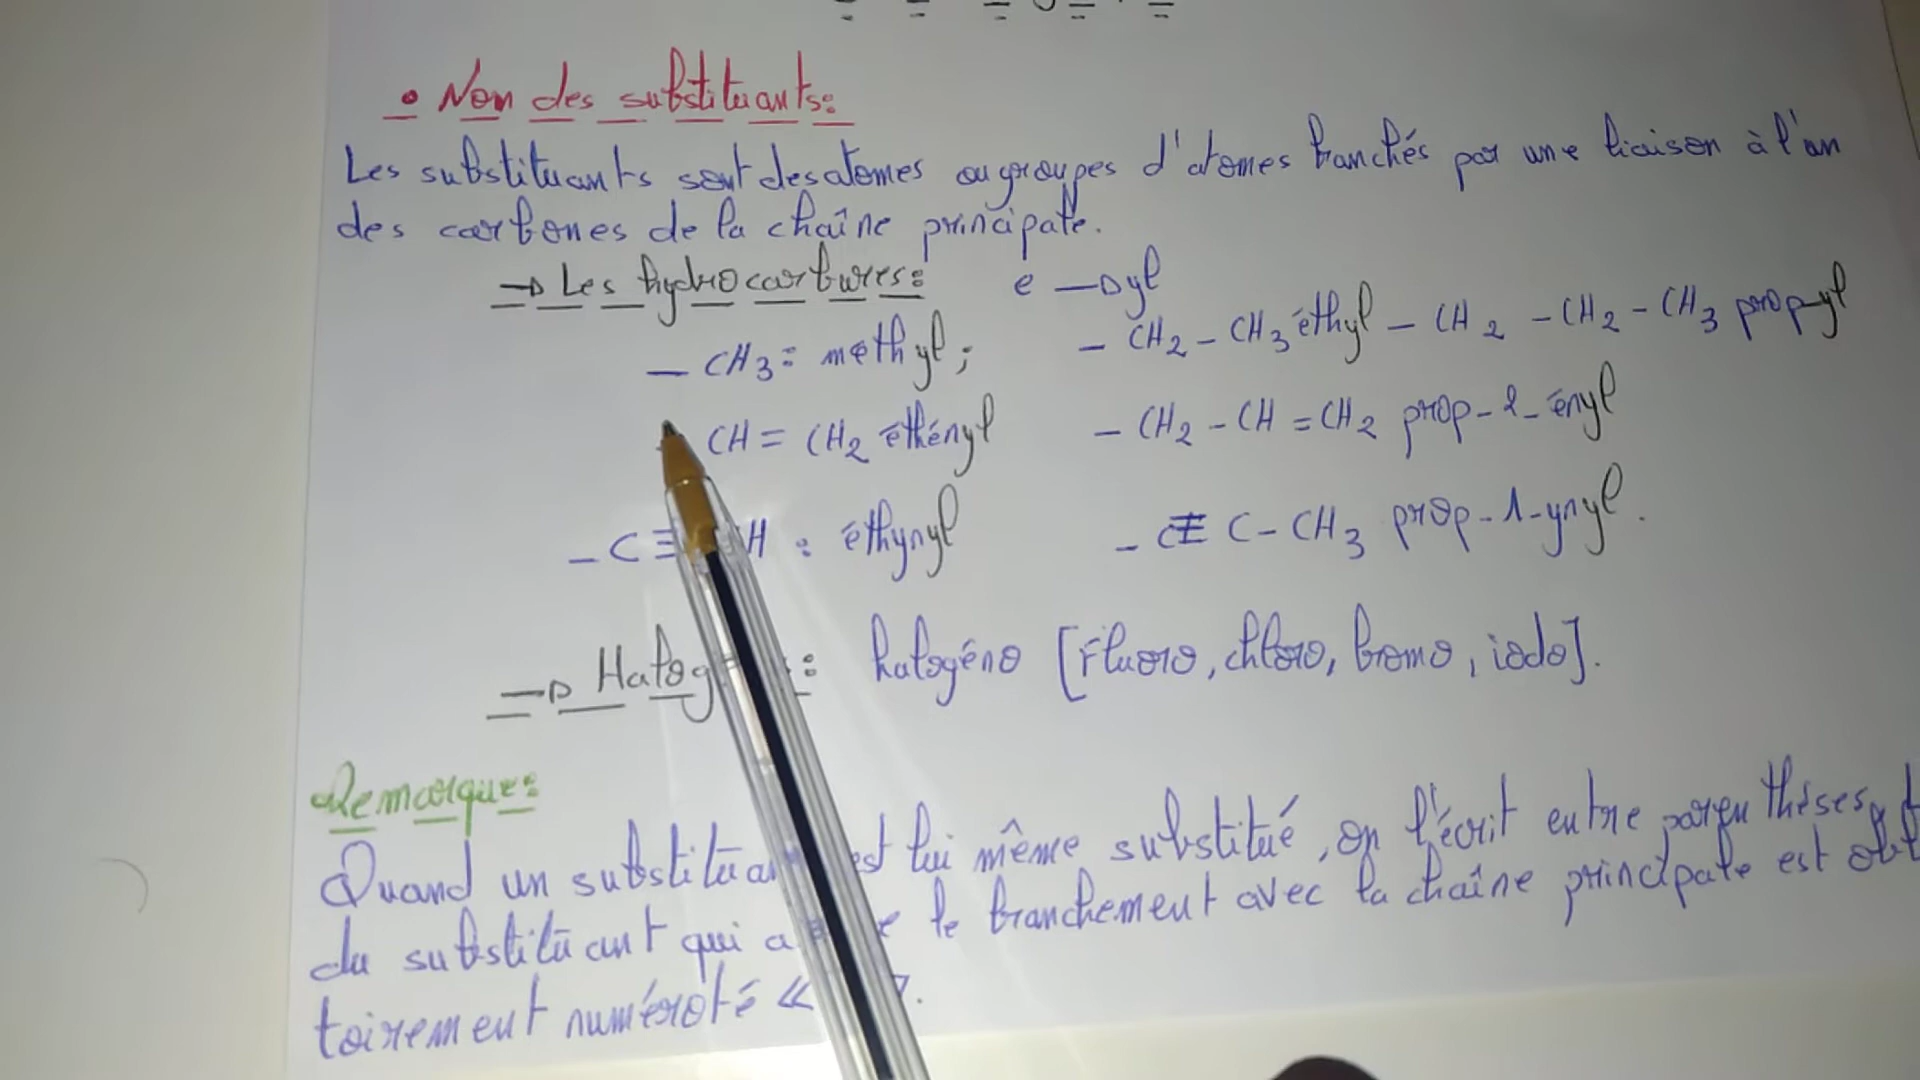 • Nom des substituants:
Les substituants sont des atomes ou groupes d'atomes branchés par une liaison à l'un
des carbones de la chaîne principale.
→ Les hydrocarbures: e → yl
- CH3 : méthyl ; - CH2 - CH3 éthyl - CH2 - CH2 - CH3 propyl
CH = CH2 éthényl - CH2 - CH = CH2 prop-2-ényl
- C≡ H : éthynyl - C≡C-CH3 prop-1-ynyl.
→ halogéno [fluoro, chloro, bromo, iodo].
Remarque:
Quand un est lui même substitué, on l'écrit entre parenthèses,
du substituant qui le branchement avec la chaîne principale est
toirement numéroté «